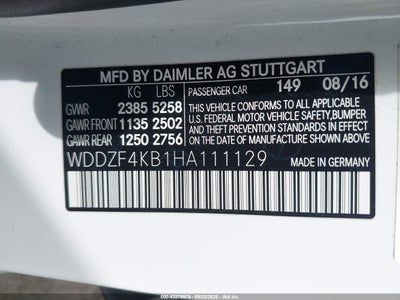 MFD BY DAIMLER AG STUTTGART
KG LBS PASSENGER CAR 149 08/16
GVWR 2385 5258 THIS VEHICLE CONFORMS TO ALL APPLICABLE
GAWR FRONT 1135 2502 U.S. FEDERAL MOTOR VEHICLE SAFETY,BUMPER
GAWR REAR 1250 2756 AND THEFT PREVENTION STANDARDS IN EFFECT
WDDZF4KB1HA111129 ON THE DATE OF MANUFACTURE SHOWN ABOVE.
MADE IN GERMANY